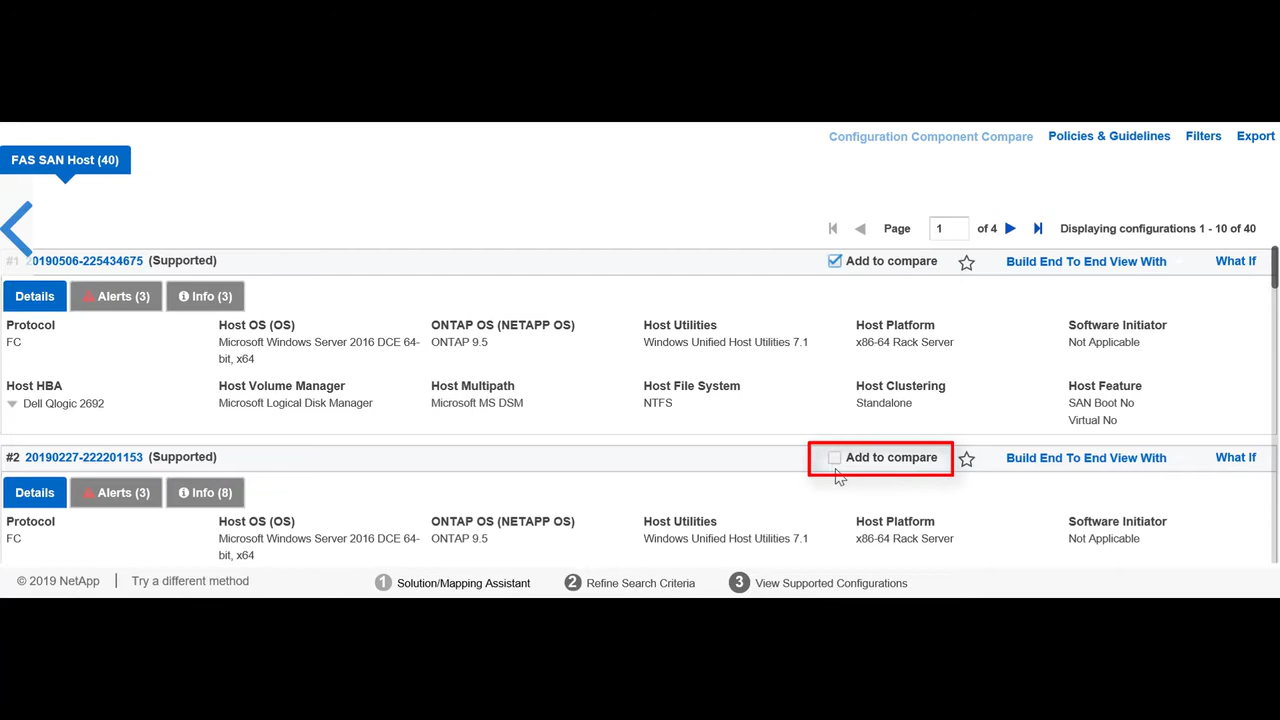 Configuration Component Compare Policies & Guidelines Filters Export
FAS SAN Host (40)
Page 1 of 4 Displaying configurations 1 - 10 of 40
#1 20190506-225434675 (Supported) Add to compare Build End To End View With What If
Details Alerts (3) Info (3)
Protocol Host OS (OS) ONTAP OS (NETAPP OS) Host Utilities Host Platform Software Initiator
FC Microsoft Windows Server 2016 DCE 64- ONTAP 9.5 Windows Unified Host Utilities 7.1 x86-64 Rack Server Not Applicable
bit, x64
Host HBA Host Volume Manager Host Multipath Host File System Host Clustering Host Feature
Dell Qlogic 2692 Microsoft Logical Disk Manager Microsoft MS DSM NTFS Standalone SAN Boot No
Virtual No
#2 20190227-222201153 (Supported) Add to compare Build End To End View With What If
Details Alerts (3) Info (8)
Protocol Host OS (OS) ONTAP OS (NETAPP OS) Host Utilities Host Platform Software Initiator
FC Microsoft Windows Server 2016 DCE 64- ONTAP 9.5 Windows Unified Host Utilities 7.1 x86-64 Rack Server Not Applicable
bit, x64
© 2019 NetApp | Try a different method 1 Solution/Mapping Assistant 2 Refine Search Criteria 3 View Supported Configurations